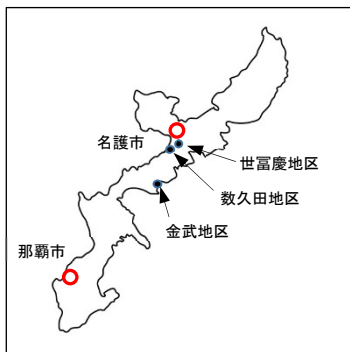 名護市
世冨慶地区
数久田地区
金武地区
那覇市